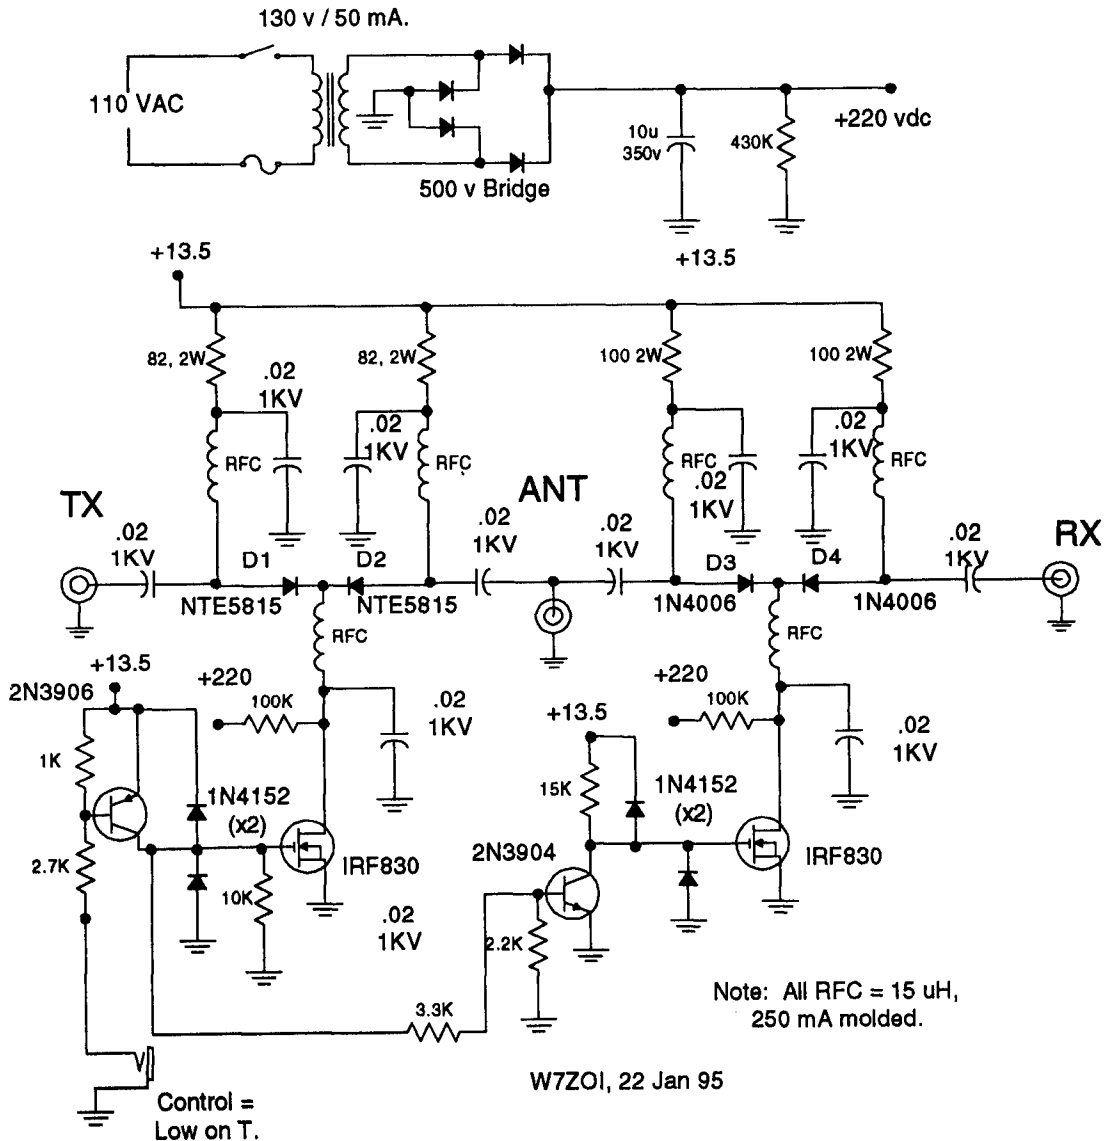 130 v / 50 mA.
110 VAC
10u
350v
430K
+220 vdc
500 v Bridge
+13.5
+13.5
82, 2W
82, 2W
100 2W
100 2W
.02
1KV
.02
1KV
.02
1KV
.02
1KV
RFC
RFC
RFC
RFC
TX
ANT
RX
.02
1KV
.02
1KV
.02
1KV
.02
1KV
D1
D2
D3
D4
NTE5815
NTE5815
1N4006
1N4006
RFC
RFC
+13.5
2N3906
+220
100K
.02
1KV
+13.5
+220
100K
.02
1KV
1K
1N4152
(x2)
15K
1N4152
(x2)
2.7K
IRF830
2N3904
IRF830
10K
.02
1KV
2.2K
3.3K
Note: All RFC = 15 uH,
250 mA molded.
W7ZOI, 22 Jan 95
Control =
Low on T.